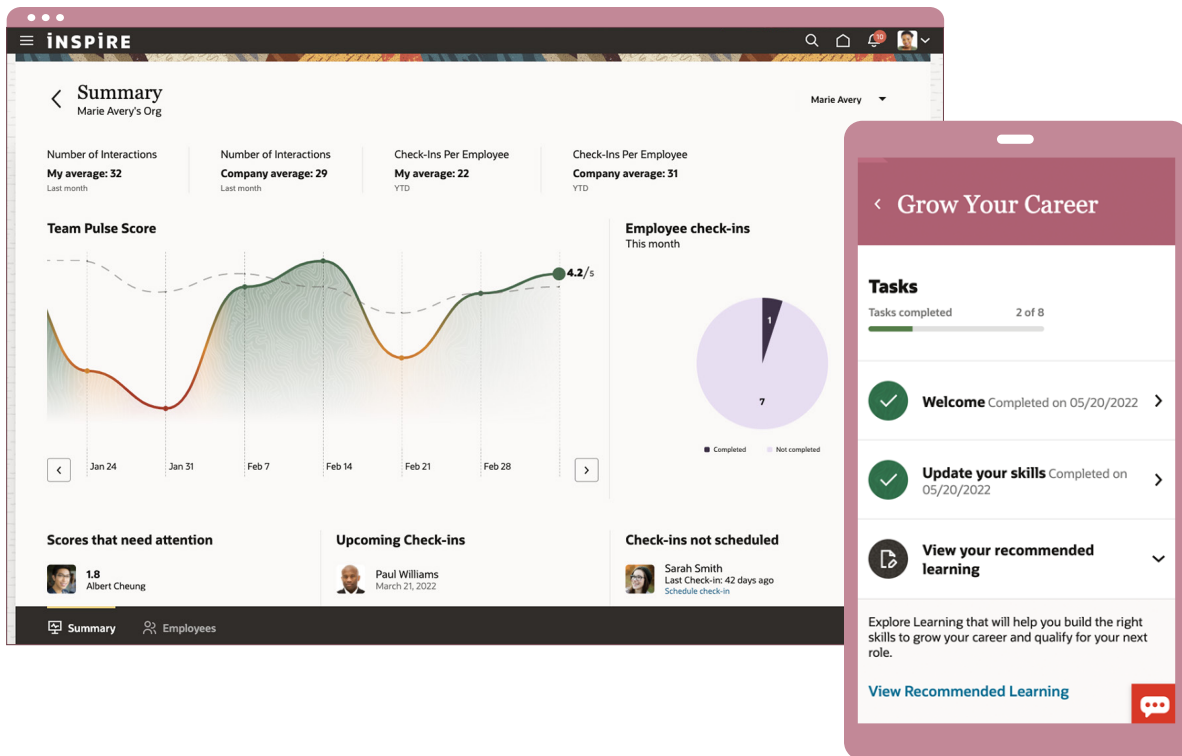 iNSPiRE
10
Summary
Marie Avery's Org
Marie Avery
Number of Interactions
My average: 32
Last month
Number of Interactions
Company average: 29
Last month
Check-Ins Per Employee
My average: 22
YTD
Check-Ins Per Employee
Company average: 31
YTD
Team Pulse Score
4.2/5
Jan 24
Jan 31
Feb 7
Feb 14
Feb 21
Feb 28
Employee check-ins
This month
1
7
Completed
Not completed
Scores that need attention
1.8
Albert Cheung
Upcoming Check-ins
Paul Williams
March 21, 2022
Check-ins not scheduled
Sarah Smith
Last Check-in: 42 days ago
Schedule check-in
Summary
Employees
Grow Your Career
Tasks
Tasks completed 2 of 8
Welcome Completed on 05/20/2022
Update your skills Completed on
05/20/2022
View your recommended
learning
Explore Learning that will help you build the right
skills to grow your career and qualify for your next
role.
View Recommended Learning